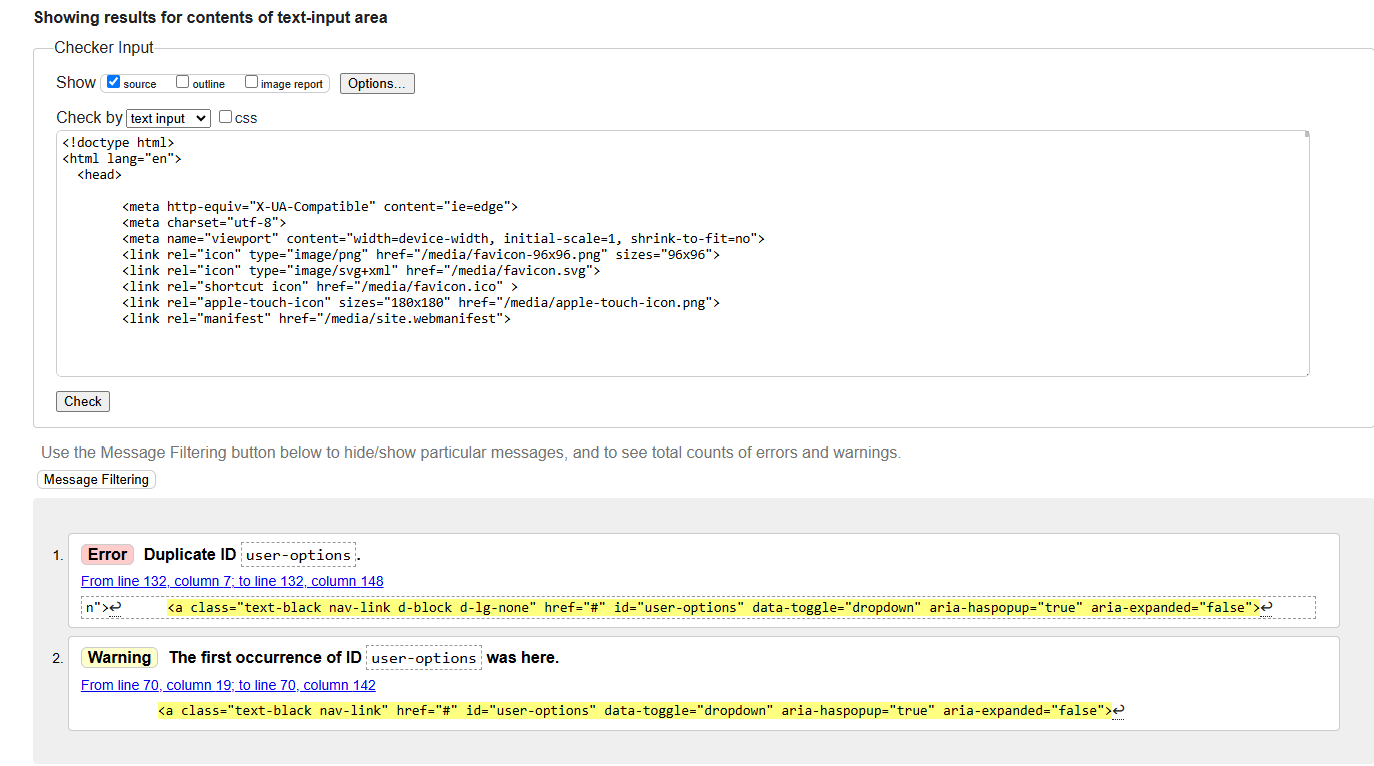 Showing results for contents of text-input area
Checker Input
Show source outline image report Options...
Check by text input css
<!doctype html>
<html lang="en">
<head>
<meta http-equiv="X-UA-Compatible" content="ie=edge">
<meta charset="utf-8">
<meta name="viewport" content="width=device-width, initial-scale=1, shrink-to-fit=no">
<link rel="icon" type="image/png" href="/media/favicon-96x96.png" sizes="96x96">
<link rel="icon" type="image/svg+xml" href="/media/favicon.svg">
<link rel="shortcut icon" href="/media/favicon.ico" >
<link rel="apple-touch-icon" sizes="180x180" href="/media/apple-touch-icon.png">
<link rel="manifest" href="/media/site.webmanifest">
Check
Use the Message Filtering button below to hide/show particular messages, and to see total counts of errors and warnings.
Message Filtering
1. Error Duplicate ID user-options.
From line 132, column 7; to line 132, column 148
n">↩ <a class="text-black nav-link d-block d-lg-none" href="#" id="user-options" data-toggle="dropdown" aria-haspopup="true" aria-expanded="false">↩
2. Warning The first occurrence of ID user-options was here.
From line 70, column 19; to line 70, column 142
<a class="text-black nav-link" href="#" id="user-options" data-toggle="dropdown" aria-haspopup="true" aria-expanded="false">↩